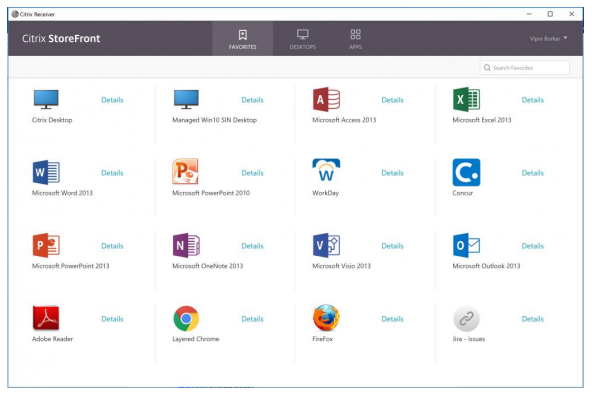 Citrix Receiver
Citrix StoreFront
FAVORITES
DESKTOPS
APPS
Vipin Borkar
Search Favorites
Details
Details
Details
Details
Citrix Desktop
Managed Win10 SIN Desktop
Microsoft Access 2013
Microsoft Excel 2013
Details
Details
Details
Details
Microsoft Word 2013
Microsoft PowerPoint 2010
WorkDay
Concur
Details
Details
Details
Details
Microsoft PowerPoint 2013
Microsoft OneNote 2013
Microsoft Visio 2013
Microsoft Outlook 2013
Details
Details
Details
Details
Adobe Reader
Layered Chrome
FireFox
Jira - issues